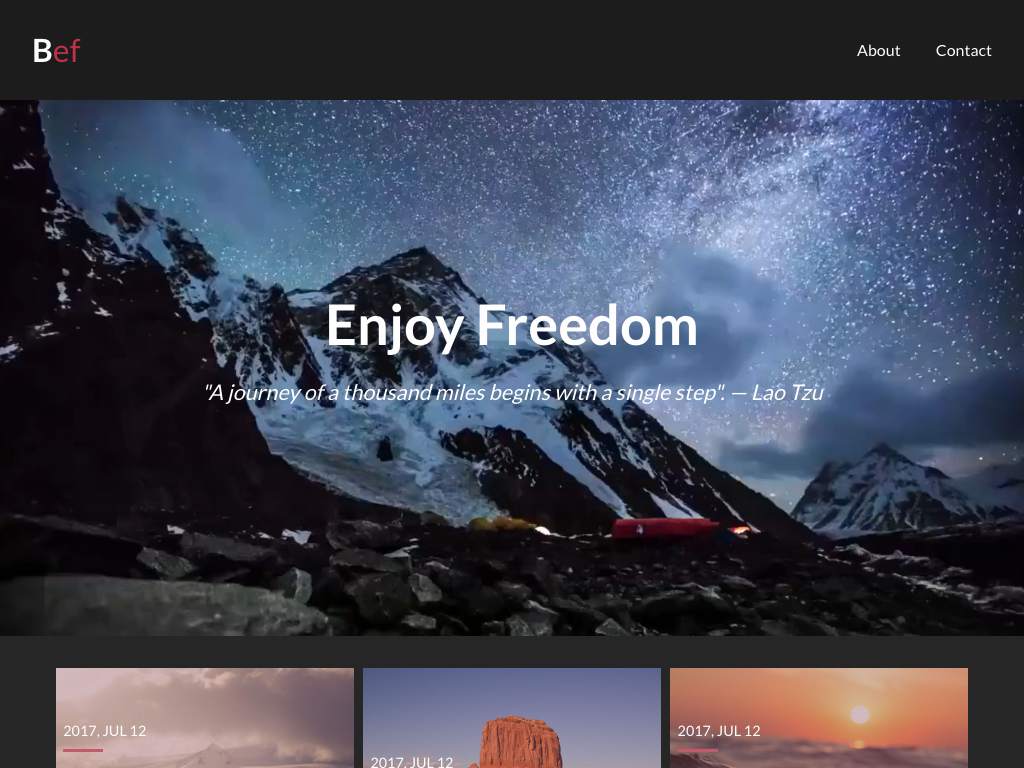 Bef
About
Contact
Enjoy Freedom
"A journey of a thousand miles begins with a single step". — Lao Tzu
2017, JUL 12
2017, JUL 12
2017, JUL 12